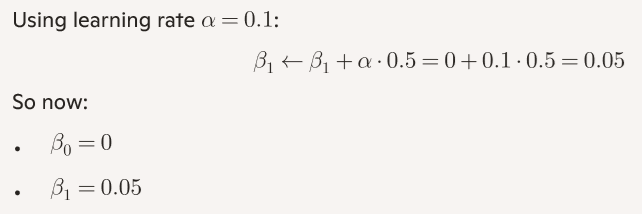 Using learning rate α = 0.1:
β₁ ← β₁ + α · 0.5 = 0 + 0.1 · 0.5 = 0.05
So now:
• β₀ = 0
• β₁ = 0.05